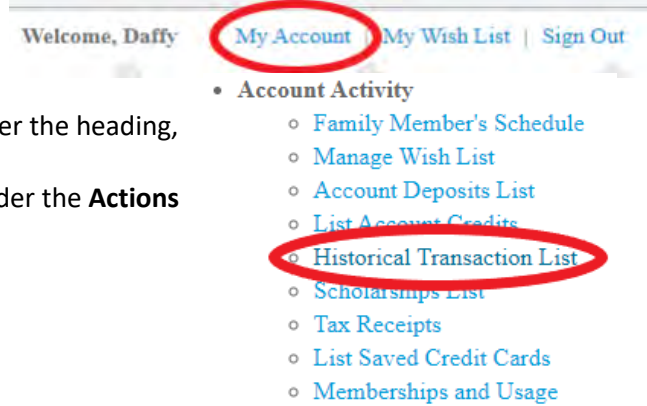 Welcome, Daffy My Account | My Wish List | Sign Out
• Account Activity
er the heading,
◦ Family Member's Schedule
◦ Manage Wish List
der the Actions
◦ Account Deposits List
◦ List Account Credits
◦ Historical Transaction List
◦ Scholarships List
◦ Tax Receipts
◦ List Saved Credit Cards
◦ Memberships and Usage